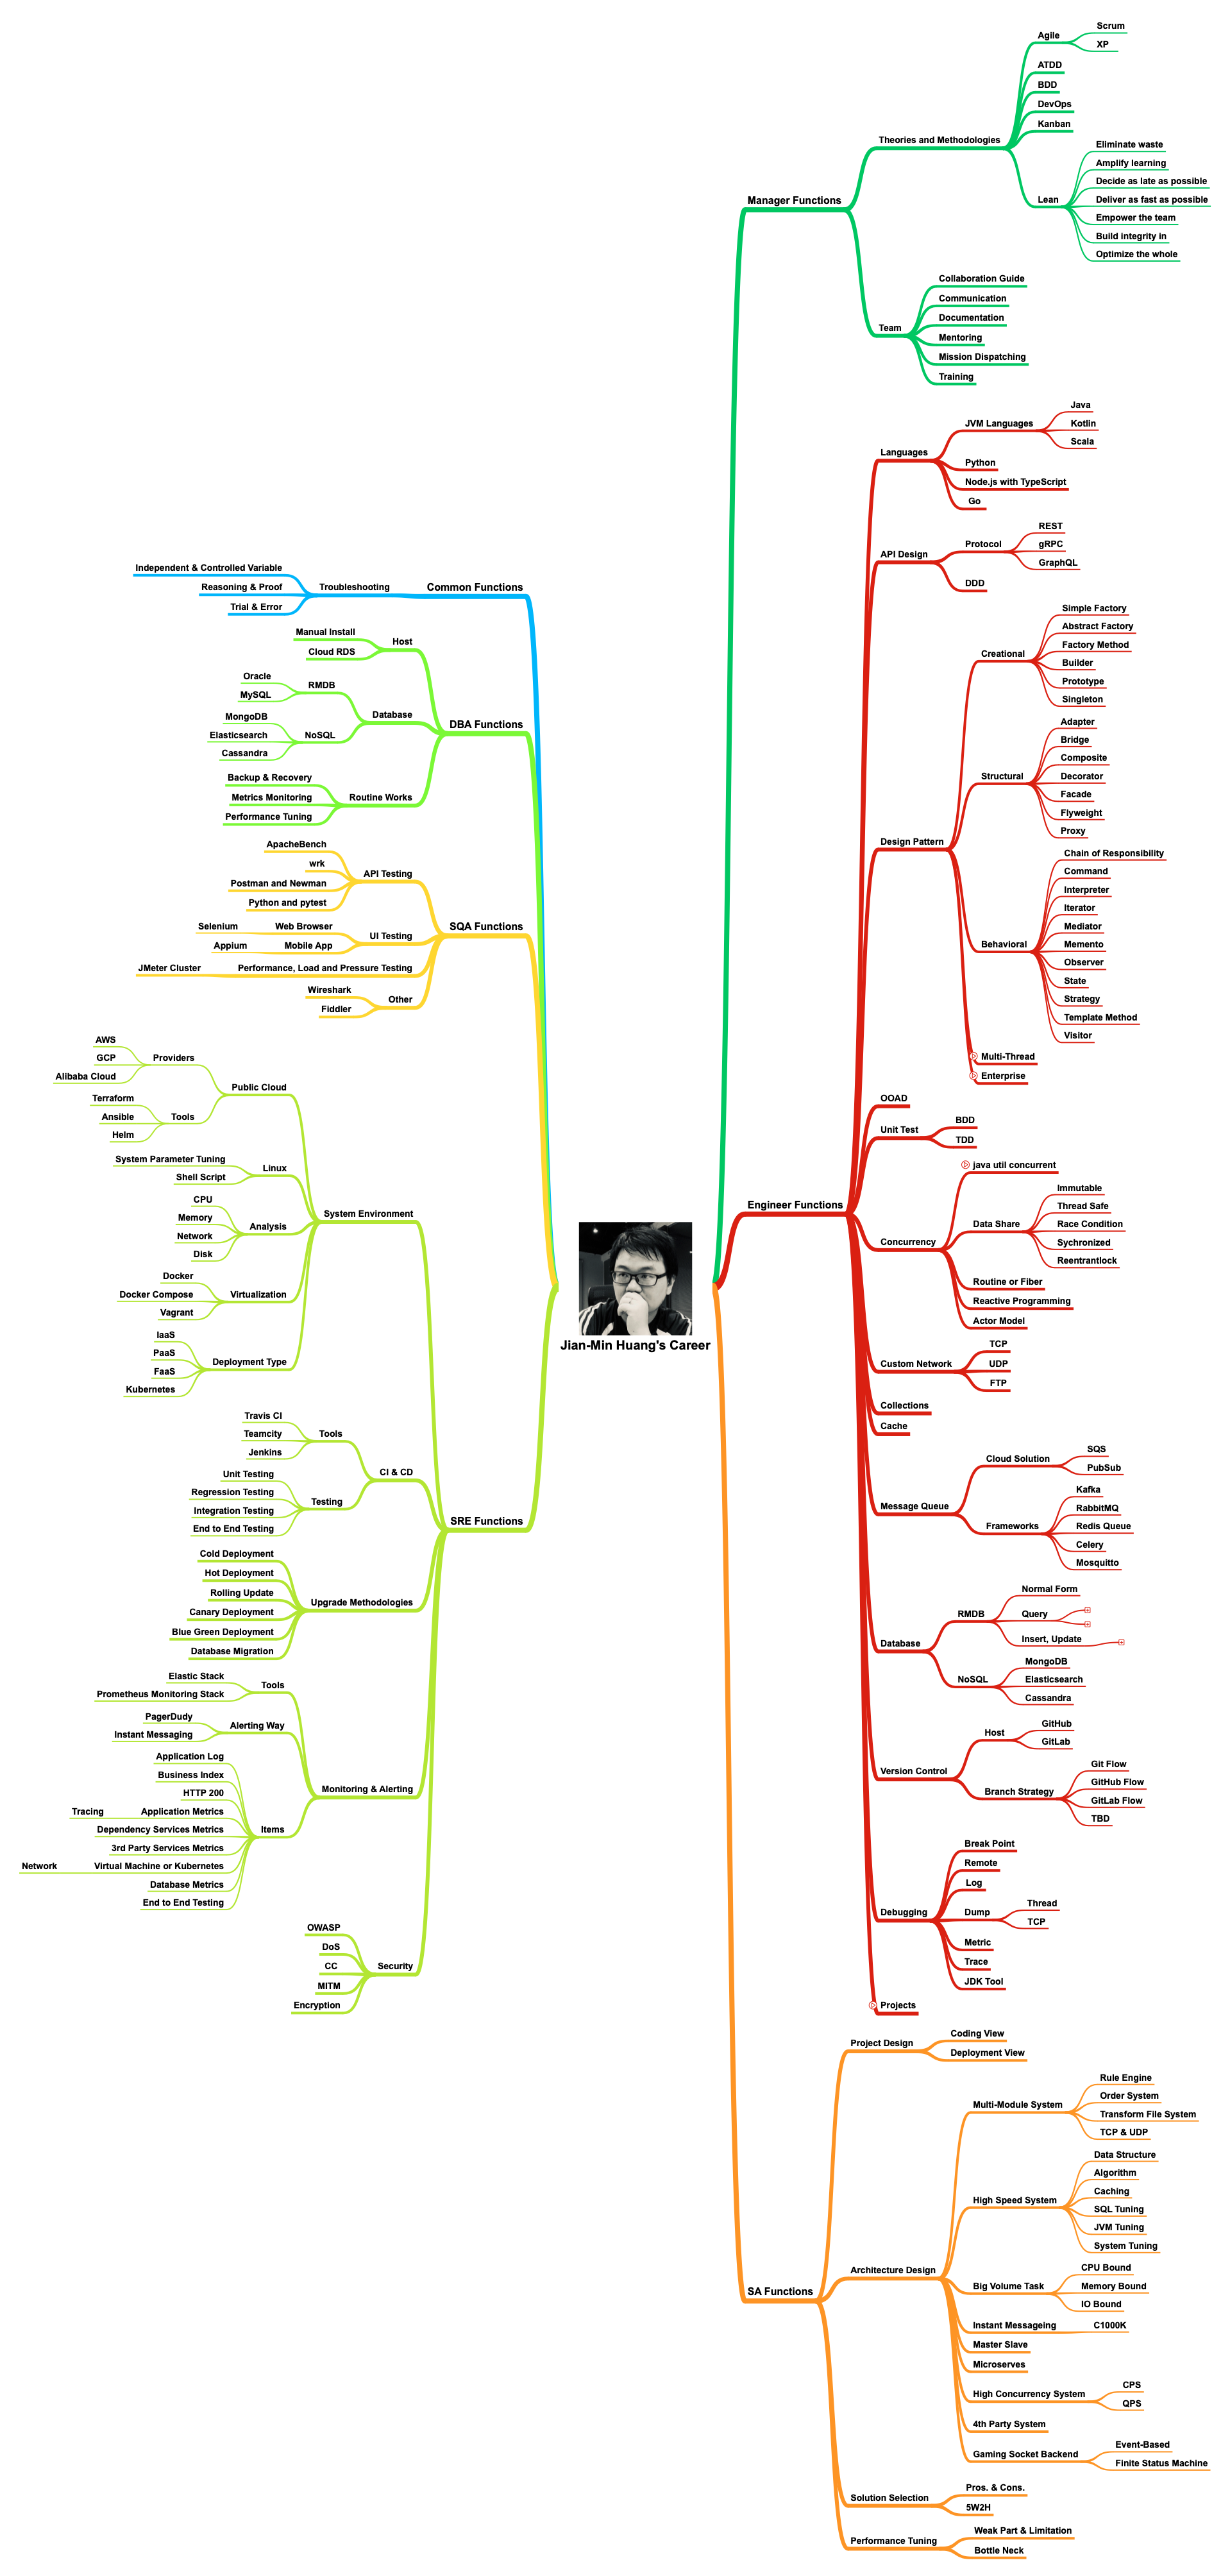 Jian-Min Huang's Career
Manager Functions
Theories and Methodologies
Agile
Scrum
XP
ATDD
BDD
DevOps
Kanban
Lean
Eliminate waste
Amplify learning
Decide as late as possible
Deliver as fast as possible
Empower the team
Build integrity in
Optimize the whole
Team
Collaboration Guide
Communication
Documentation
Mentoring
Mission Dispatching
Training
Engineer Functions
Languages
JVM Languages
Java
Kotlin
Scala
Python
Node.js with TypeScript
Go
API Design
Protocol
REST
gRPC
GraphQL
DDD
Design Pattern
Creational
Simple Factory
Abstract Factory
Factory Method
Builder
Prototype
Singleton
Structural
Adapter
Bridge
Composite
Decorator
Facade
Flyweight
Proxy
Behavioral
Chain of Responsibility
Command
Interpreter
Iterator
Mediator
Memento
Observer
State
Strategy
Template Method
Visitor
Multi-Thread
Enterprise
OOAD
Unit Test
BDD
TDD
Concurrency
java util concurrent
Data Share
Immutable
Thread Safe
Race Condition
Sychronized
Reentrantlock
Routine or Fiber
Reactive Programming
Actor Model
Custom Network
TCP
UDP
FTP
Collections
Cache
Message Queue
Cloud Solution
SQS
PubSub
Frameworks
Kafka
RabbitMQ
Redis Queue
Celery
Mosquitto
Database
RMDB
Normal Form
Query
Insert, Update
NoSQL
MongoDB
Elasticsearch
Cassandra
Version Control
Host
GitHub
GitLab
Branch Strategy
Git Flow
GitHub Flow
GitLab Flow
TBD
Debugging
Break Point
Remote
Log
Dump
Thread
TCP
Metric
Trace
JDK Tool
Projects
SA Functions
Project Design
Coding View
Deployment View
Architecture Design
Multi-Module System
Rule Engine
Order System
Transform File System
TCP & UDP
High Speed System
Data Structure
Algorithm
Caching
SQL Tuning
JVM Tuning
System Tuning
Big Volume Task
CPU Bound
Memory Bound
IO Bound
Instant Messageing
C1000K
Master Slave
Microserves
High Concurrency System
CPS
QPS
4th Party System
Gaming Socket Backend
Event-Based
Finite Status Machine
Solution Selection
Pros. & Cons.
5W2H
Performance Tuning
Weak Part & Limitation
Bottle Neck
Common Functions
Troubleshooting
Independent & Controlled Variable
Reasoning & Proof
Trial & Error
DBA Functions
Host
Manual Install
Cloud RDS
Database
RMDB
Oracle
MySQL
NoSQL
MongoDB
Elasticsearch
Cassandra
Routine Works
Backup & Recovery
Metrics Monitoring
Performance Tuning
SQA Functions
API Testing
ApacheBench
wrk
Postman and Newman
Python and pytest
UI Testing
Web Browser
Selenium
Mobile App
Appium
Performance, Load and Pressure Testing
JMeter Cluster
Other
Wireshark
Fiddler
SRE Functions
System Environment
Public Cloud
Providers
AWS
GCP
Alibaba Cloud
Tools
Terraform
Ansible
Helm
Linux
System Parameter Tuning
Shell Script
Analysis
CPU
Memory
Network
Disk
Virtualization
Docker
Docker Compose
Vagrant
Deployment Type
IaaS
PaaS
FaaS
Kubernetes
CI & CD
Tools
Travis CI
Teamcity
Jenkins
Testing
Unit Testing
Regression Testing
Integration Testing
End to End Testing
Upgrade Methodologies
Cold Deployment
Hot Deployment
Rolling Update
Canary Deployment
Blue Green Deployment
Database Migration
Monitoring & Alerting
Tools
Elastic Stack
Prometheus Monitoring Stack
Alerting Way
PagerDudy
Instant Messaging
Items
Application Log
Business Index
HTTP 200
Application Metrics
Tracing
Dependency Services Metrics
3rd Party Services Metrics
Virtual Machine or Kubernetes
Network
Database Metrics
End to End Testing
Security
OWASP
DoS
CC
MITM
Encryption